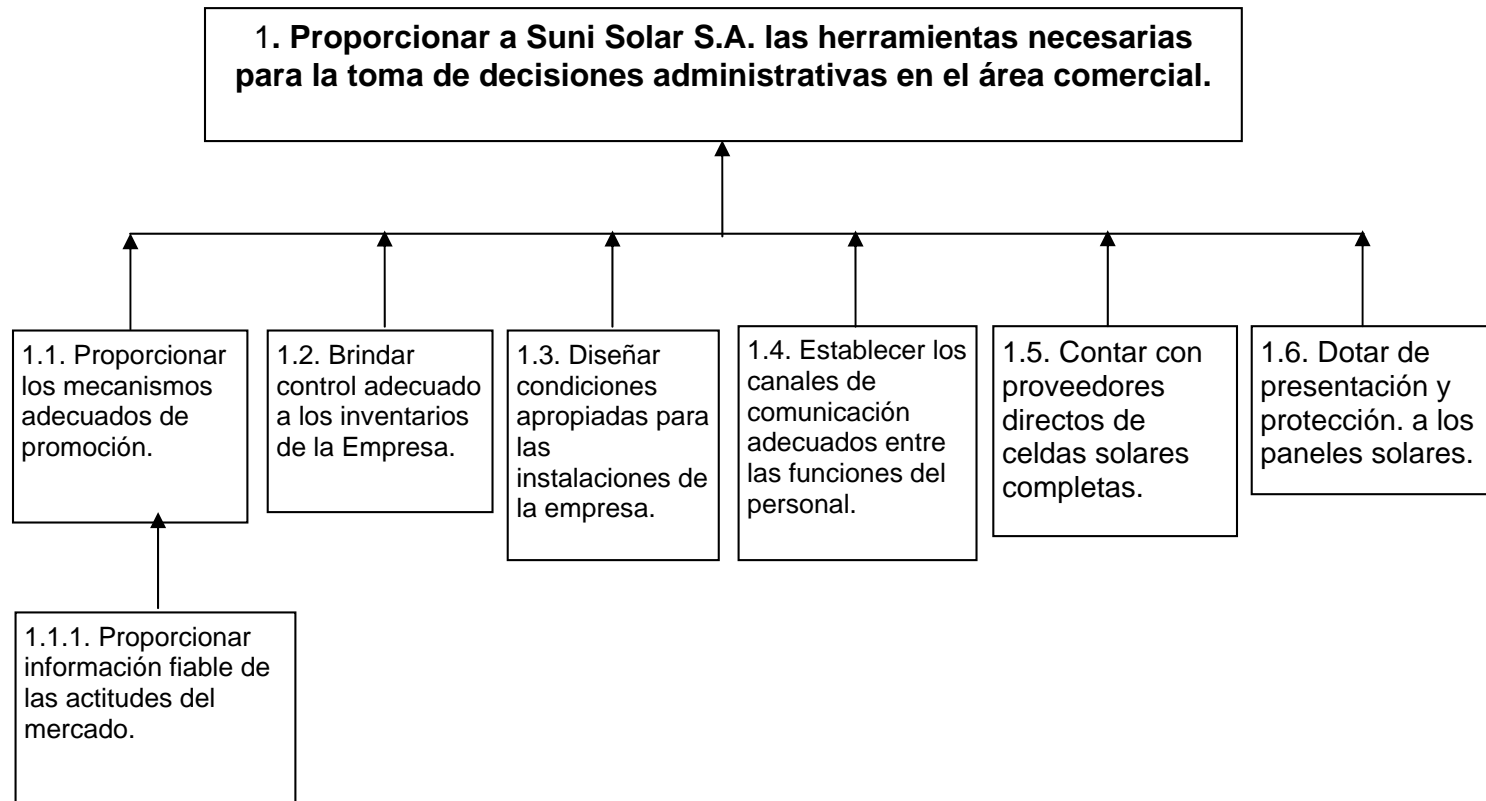 1. Proporcionar a Suni Solar S.A. las herramientas necesarias
para la toma de decisiones administrativas en el área comercial.
1.1. Proporcionar
los mecanismos
adecuados de
promoción.
1.2. Brindar
control adecuado
a los inventarios
de la Empresa.
1.3. Diseñar
condiciones
apropiadas para
las
instalaciones de
la empresa.
1.4. Establecer los
canales de
comunicación
adecuados entre
las funciones del
personal.
1.5. Contar con
proveedores
directos de
celdas solares
completas.
1.6. Dotar de
presentación y
protección. a los
paneles solares.
1.1.1. Proporcionar
información fiable de
las actitudes del
mercado.